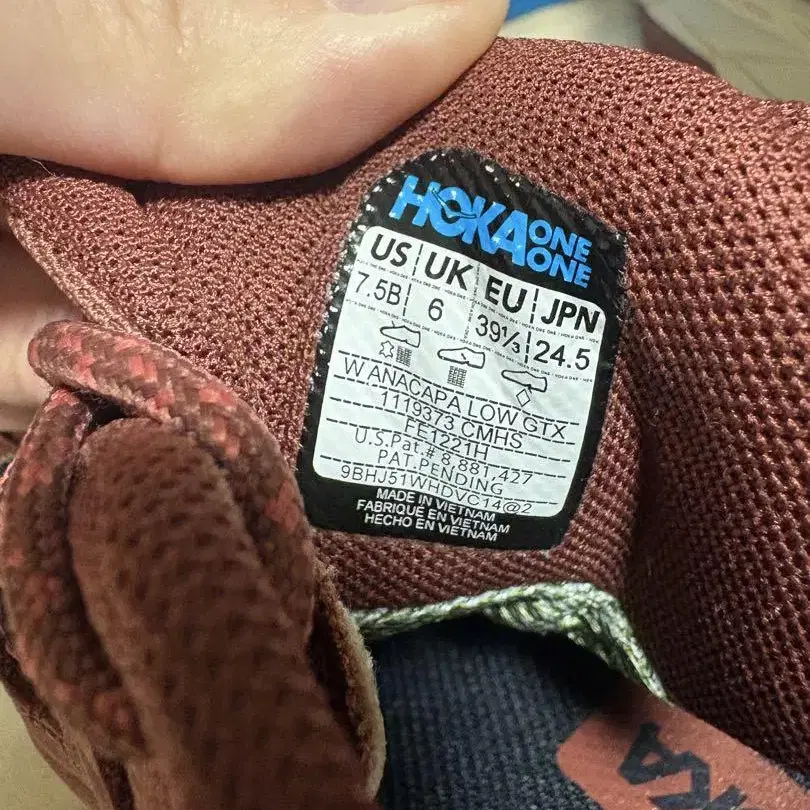 HOKA ONE ONE
US UK EU JPN
7.5B 6 39⅓ 24.5
W ANACAPA LOW GTX
1119373 CMHS
FE1221H
U.S.Pat.# 8,881,427
PAT.PENDING
9BHJ51WHDVC14@2
MADE IN VIETNAM
FABRIQUE EN VIETNAM
HECHO EN VIETNAM
KA